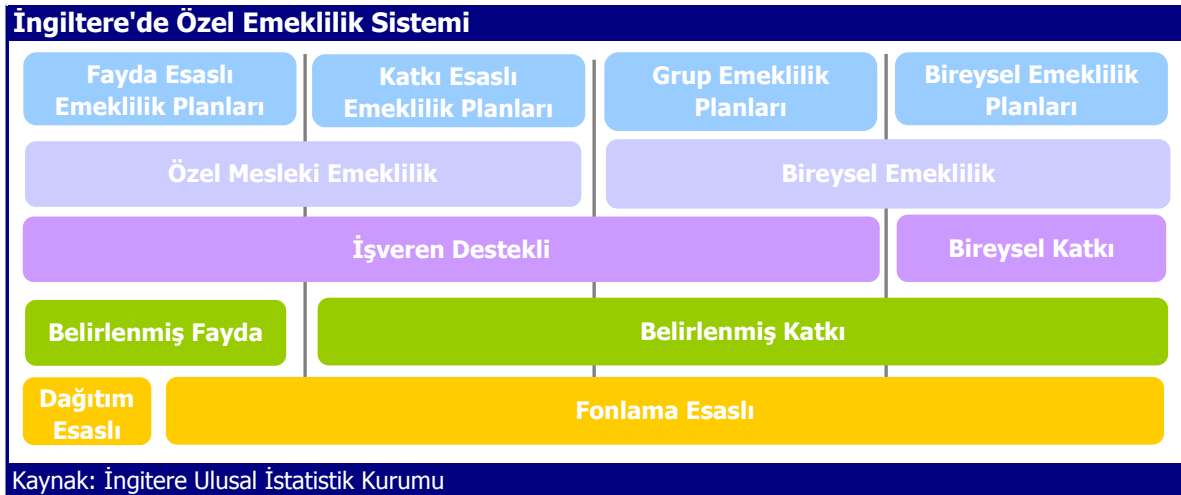 İngiltere'de Özel Emeklilik Sistemi
Fayda Esaslı
Emeklilik Planları
Katkı Esaslı
Emeklilik Planları
Grup Emeklilik
Planları
Bireysel Emeklilik
Planları
Özel Mesleki Emeklilik
Bireysel Emeklilik
İşveren Destekli
Bireysel Katkı
Belirlenmiş Fayda
Belirlenmiş Katkı
Dağıtım
Esaslı
Fonlama Esaslı
Kaynak: İngitere Ulusal İstatistik Kurumu